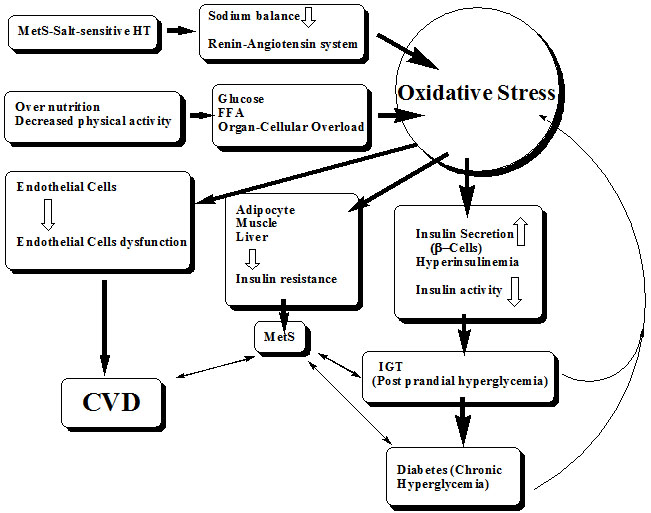 MetS-Salt-sensitive HT
Sodium balance
Renin-Angiotensin system
Oxidative Stress
Over nutrition
Decreased physical activity
Glucose
FFA
Organ-Cellular Overload
Endothelial Cells
Endothelial Cells dysfunction
Adipocyte
Muscle
Liver
Insulin resistance
Insulin Secretion
(β–Cells)
Hyperinsulinemia
Insulin activity
MetS
IGT
(Post prandial hyperglycemia)
CVD
Diabetes (Chronic
Hyperglycemia)